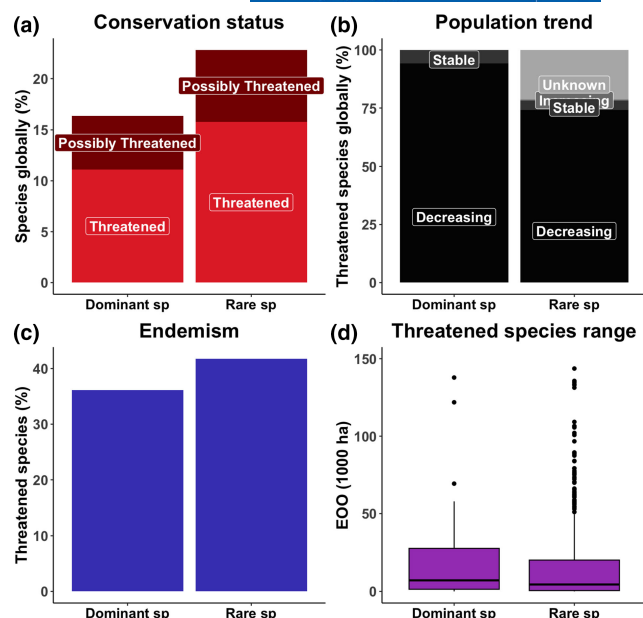 (a) Conservation status
Species globally (%)
20
15
10
5
0
Possibly Threatened
Possibly Threatened
Threatened
Threatened
Dominant sp Rare sp
(b) Population trend
Threatened species globally (%)
100
75
50
25
0
Stable
Unknown
Increasing
Stable
Decreasing
Decreasing
Dominant sp Rare sp
(c) Endemism
Threatened species (%)
40
30
20
10
0
Dominant sp Rare sp
(d) Threatened species range
EOO (1000 ha)
150
100
50
0
Dominant sp Rare sp